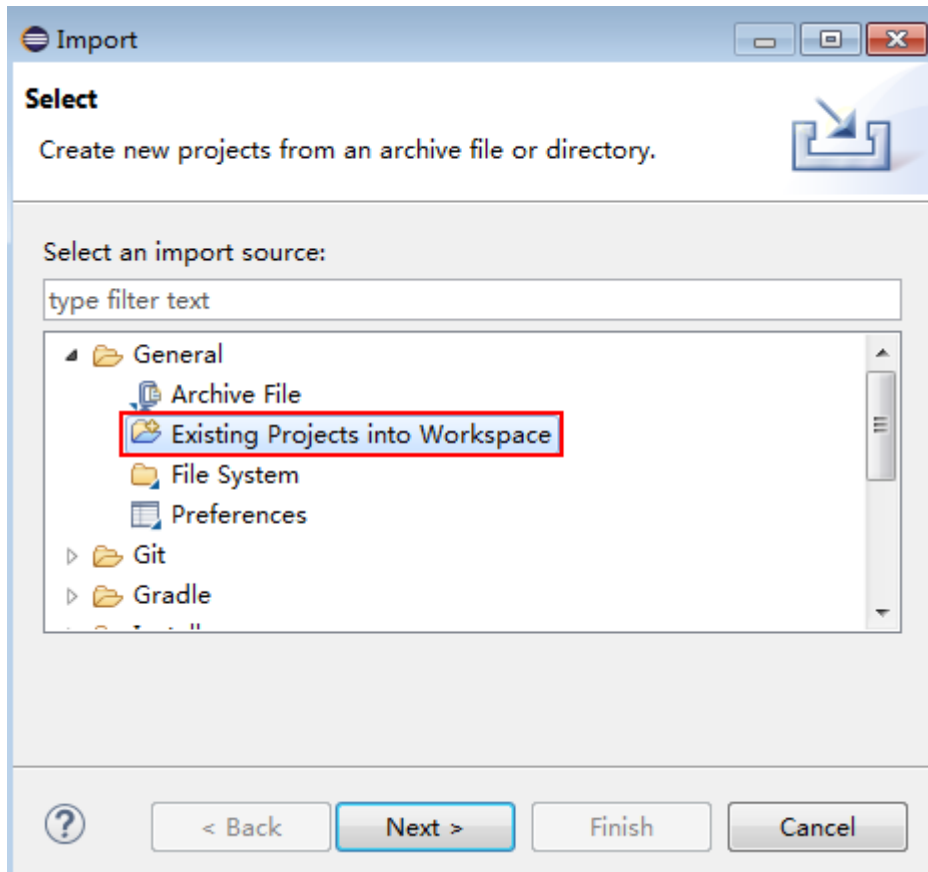 Import
Select
Create new projects from an archive file or directory.
Select an import source:
type filter text
General
Archive File
Existing Projects into Workspace
File System
Preferences
Git
Gradle
? < Back Next > Finish Cancel